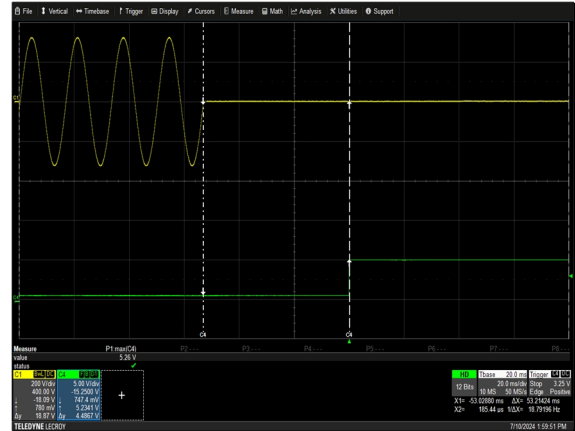 File Vertical Timebase Trigger Display Cursors Measure Math Analysis Utilities Support
C1
C4
C4 C4
Measure P1:max(C4) P2:- - - P3:- - - P4:- - - P5:- - - P6:- - - P7:- - - P8:- - -
value 5.26 V
status
C1 BwL DC C4
HD Tbase 20.0 ms Trigger C4 DC
200 V/div 5.00 V/div 12 Bits 20.0 ms/div Stop 3.25 V
400.00 V -15.2500 V 10 MS 50 MS/s Edge Positive
-18.09 V 747.4 mV X1= -53.02880 ms ΔX= 53.21424 ms
780 mV 5.2341 V X2= 185.44 µs 1/ΔX= 18.79196 Hz
Δy 18.87 V Δy 4.4867 V
TELEDYNE LECROY 7/10/2024 1:59:51 PM